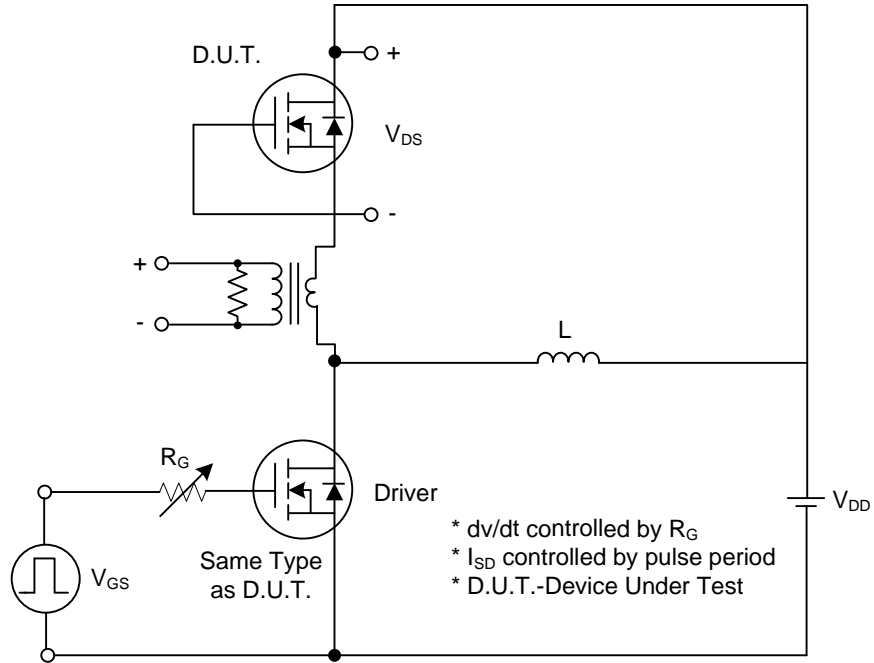 D.U.T.
+
V_DS
-
+
-
L
R_G
Driver
V_DD
V_GS
Same Type
as D.U.T.
* dv/dt controlled by R_G
* I_SD controlled by pulse period
* D.U.T.-Device Under Test